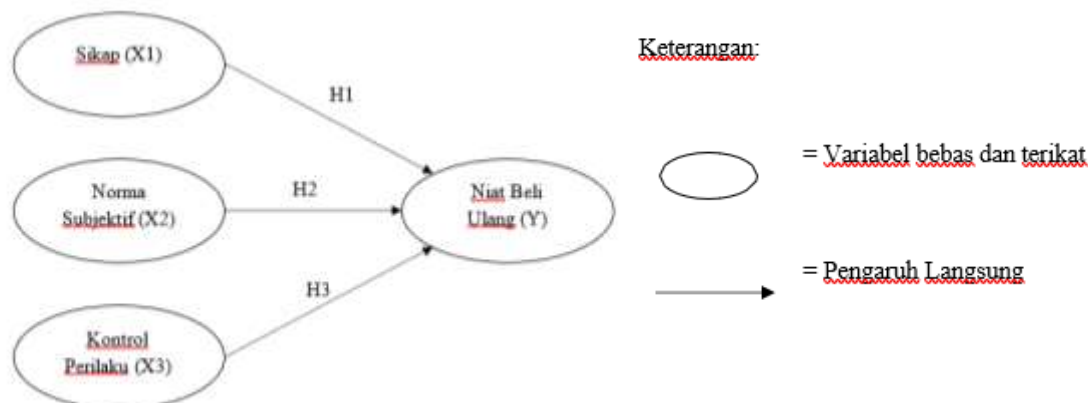 Sikap (X1)
H1
Norma
Subjektif (X2)
H2
Niat Beli
Ulang (Y)
H3
Kontrol
Perilaku (X3)
Keterangan:
= Variabel bebas dan terikat
= Pengaruh Langsung